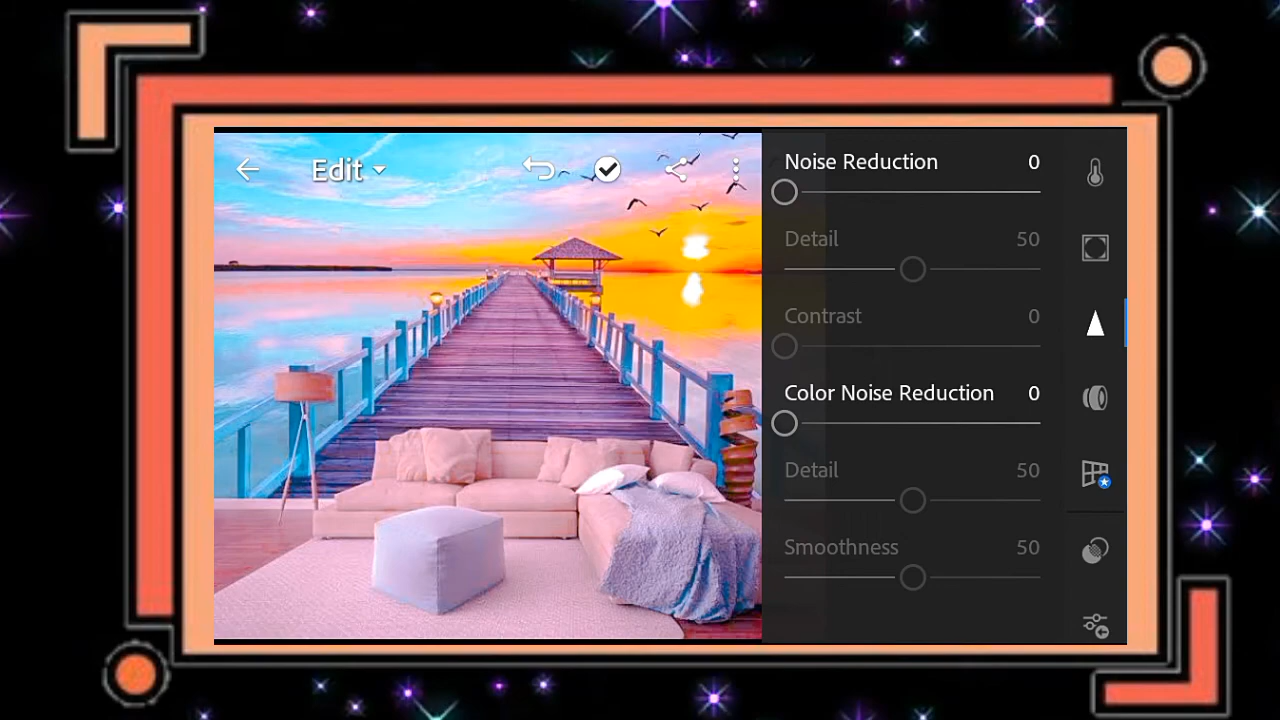 Edit
Noise Reduction 0
Detail 50
Contrast 0
Color Noise Reduction 0
Detail 50
Smoothness 50